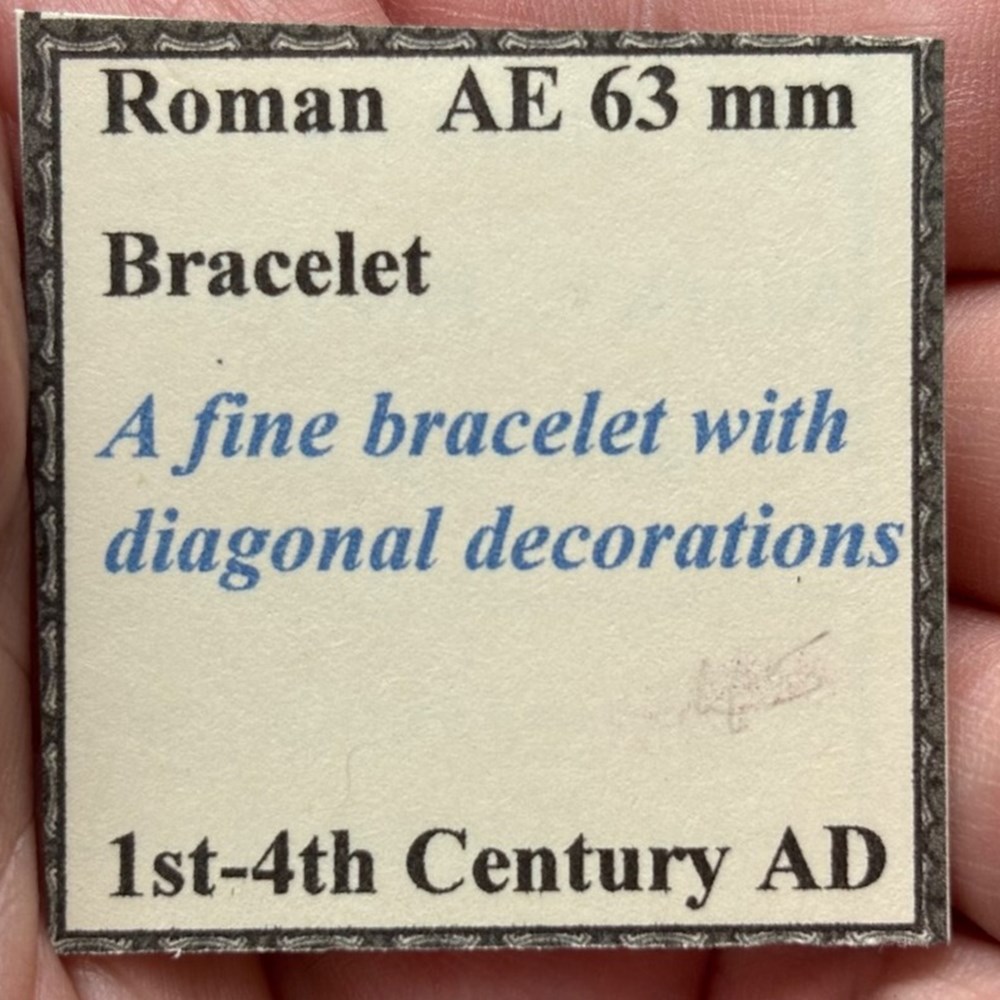 Roman AE 63 mm
Bracelet
A fine bracelet with
diagonal decorations
1st-4th Century AD